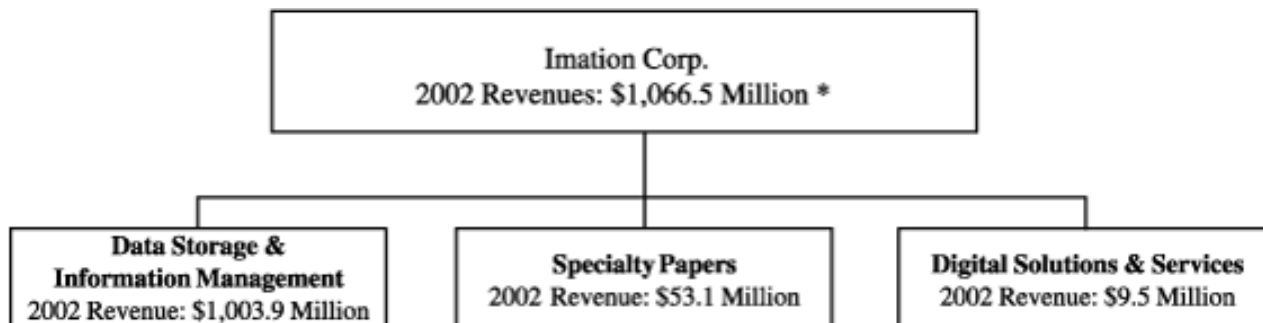 Imation Corp.
2002 Revenues: $1,066.5 Million *
Data Storage &
Information Management
2002 Revenue: $1,003.9 Million
Specialty Papers
2002 Revenue: $53.1 Million
Digital Solutions & Services
2002 Revenue: $9.5 Million